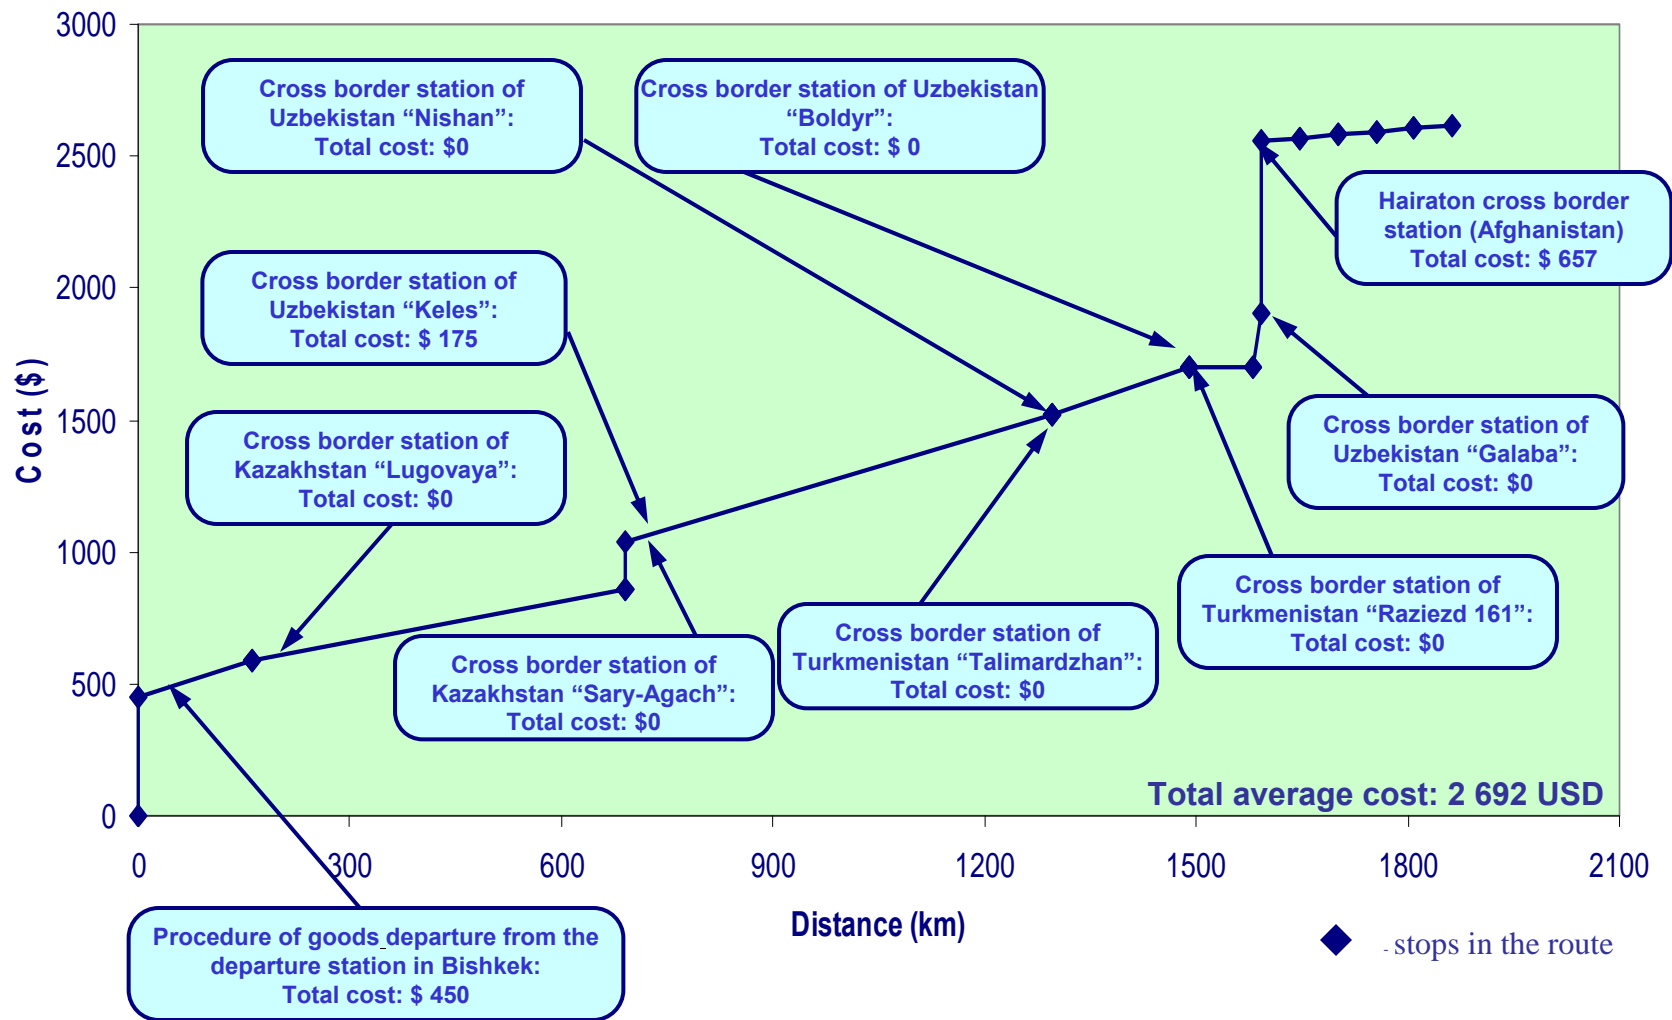 3000
2500
2000
1500
1000
500
0
Cost ($)
Cross border station of
Uzbekistan “Nishan”:
Total cost: $0
Cross border station of Uzbekistan
“Boldyr”:
Total cost: $ 0
Hairaton cross border
station (Afghanistan)
Total cost: $ 657
Cross border station of
Uzbekistan “Keles”:
Total cost: $ 175
Cross border station of
Kazakhstan “Lugovaya”:
Total cost: $0
Cross border station of
Uzbekistan “Galaba”:
Total cost: $0
Cross border station of
Turkmenistan “Raziezd 161”:
Total cost: $0
Cross border station of
Turkmenistan “Talimardzhan”:
Total cost: $0
Cross border station of
Kazakhstan “Sary-Agach”:
Total cost: $0
Total average cost: 2 692 USD
0 300 600 900 1200 1500 1800 2100
Distance (km)
Procedure of goods departure from the
departure station in Bishkek:
Total cost: $ 450
- stops in the route